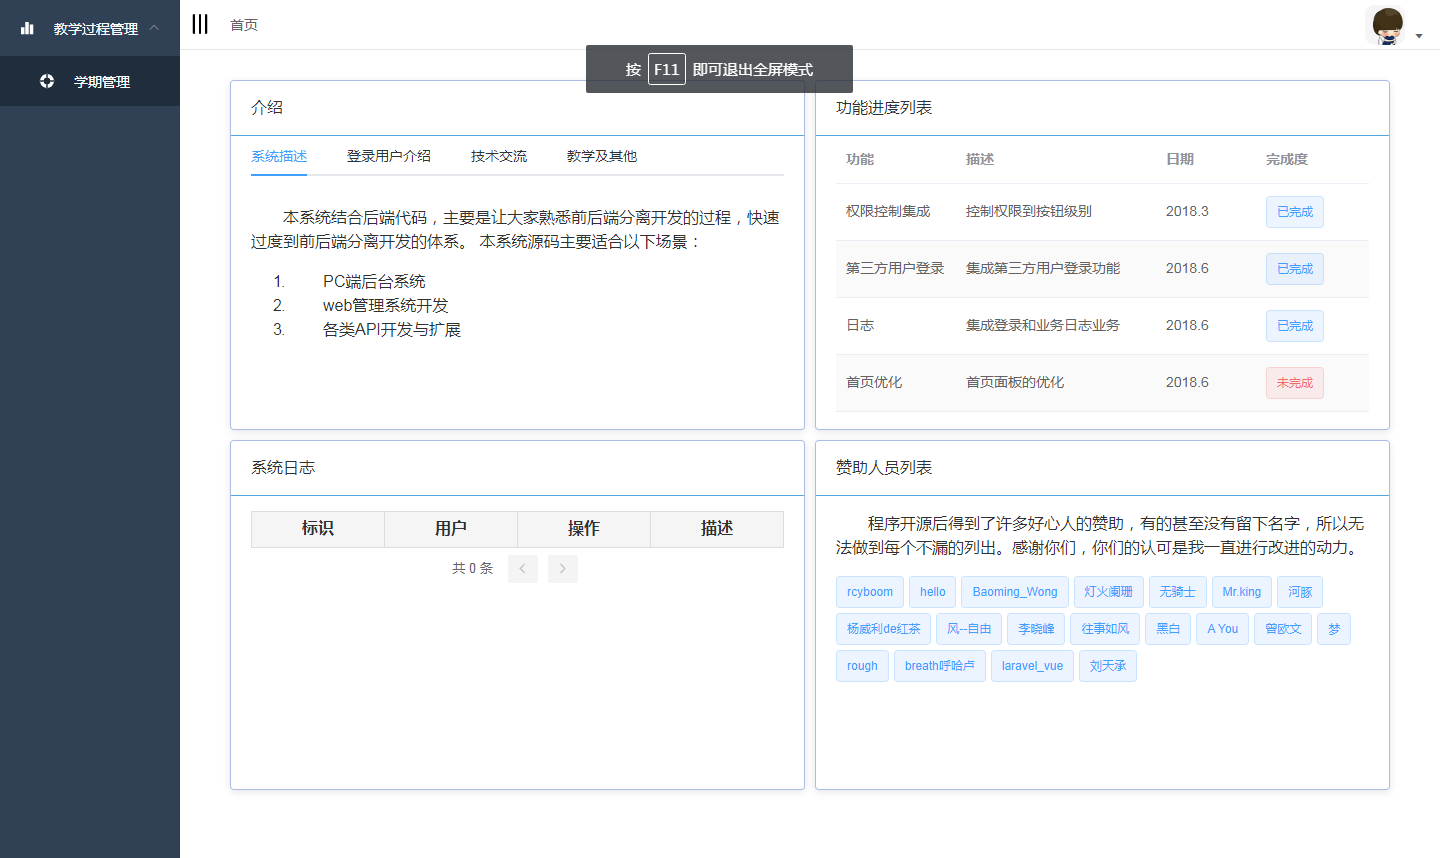 教学过程管理
学期管理
首页
按 F11 即可退出全屏模式
介绍
系统描述 登录用户介绍 技术交流 教学及其他
本系统结合后端代码，主要是让大家熟悉前后端分离开发的过程，快速
过度到前后端分离开发的体系。 本系统源码主要适合以下场景：
1. PC端后台系统
2. web管理系统开发
3. 各类API开发与扩展
功能进度列表
功能 描述 日期 完成度
权限控制集成 控制权限到按钮级别 2018.3 已完成
第三方用户登录 集成第三方用户登录功能 2018.6 已完成
日志 集成登录和业务日志业务 2018.6 已完成
首页优化 首页面板的优化 2018.6 未完成
系统日志
标识 用户 操作 描述
共 0 条
赞助人员列表
程序开源后得到了许多好心人的赞助，有的甚至没有留下名字，所以无
法做到每个不漏的列出。感谢你们，你们的认可是我一直进行改进的动力。
rcyboom hello Baoming_Wong 灯火阑珊 无骑士 Mr.king 河豚
杨威利de红茶 风--自由 李晓峰 往事如风 黑白 A You 曾欧文 梦
rough breath呼哈卢 laravel_vue 刘天承